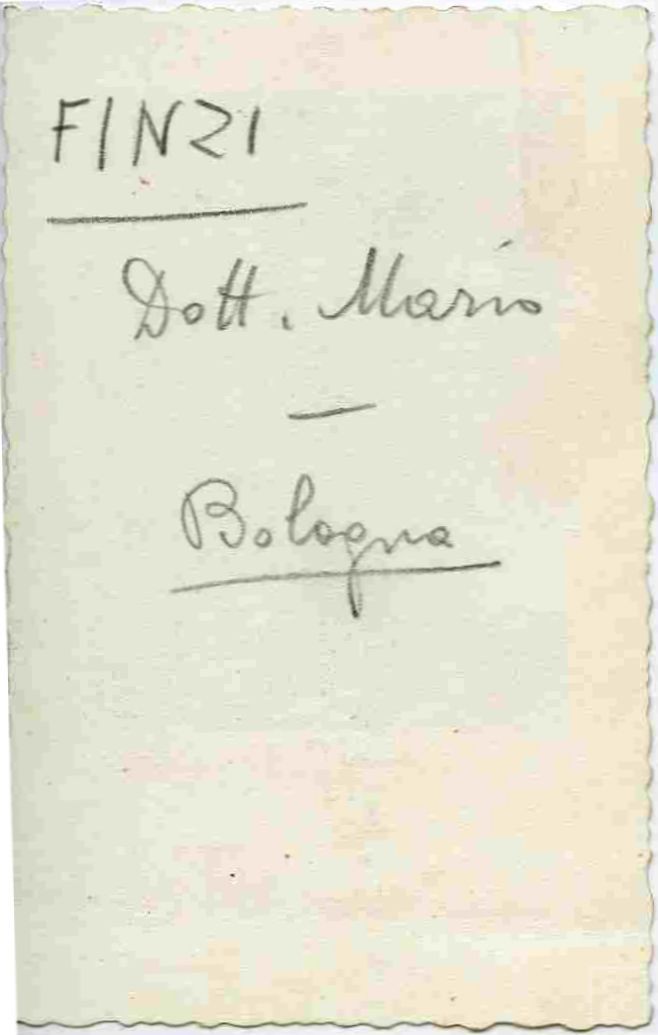 FINZI
Dott. Mario
—
Bologna